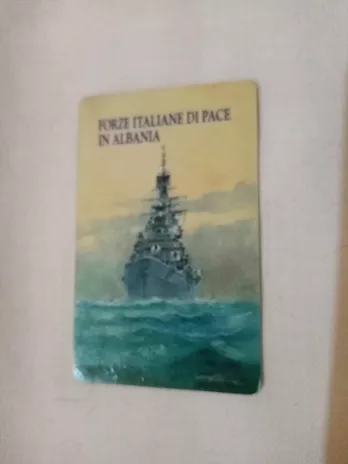 FORZE ITALIANE DI PACE
IN ALBANIA